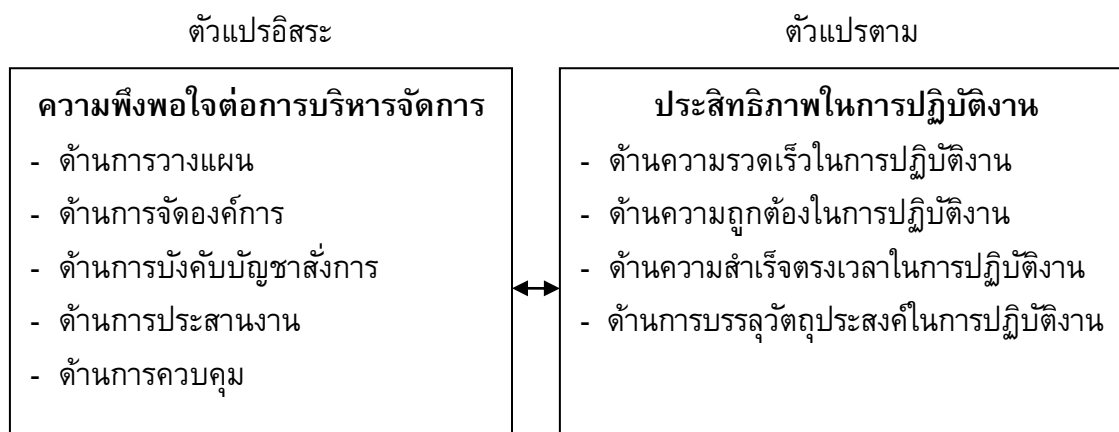 ตัวแปรอิสระ
ความพึงพอใจต่อการบริหารจัดการ
- ด้านการวางแผน
- ด้านการจัดองค์การ
- ด้านการบังคับบัญชาสั่งการ
- ด้านการประสานงาน
- ด้านการควบคุม
ตัวแปรตาม
ประสิทธิภาพในการปฏิบัติงาน
- ด้านความรวดเร็วในการปฏิบัติงาน
- ด้านความถูกต้องในการปฏิบัติงาน
- ด้านความสำเร็จตรงเวลาในการปฏิบัติงาน
- ด้านการบรรลุวัตถุประสงค์ในการปฏิบัติงาน